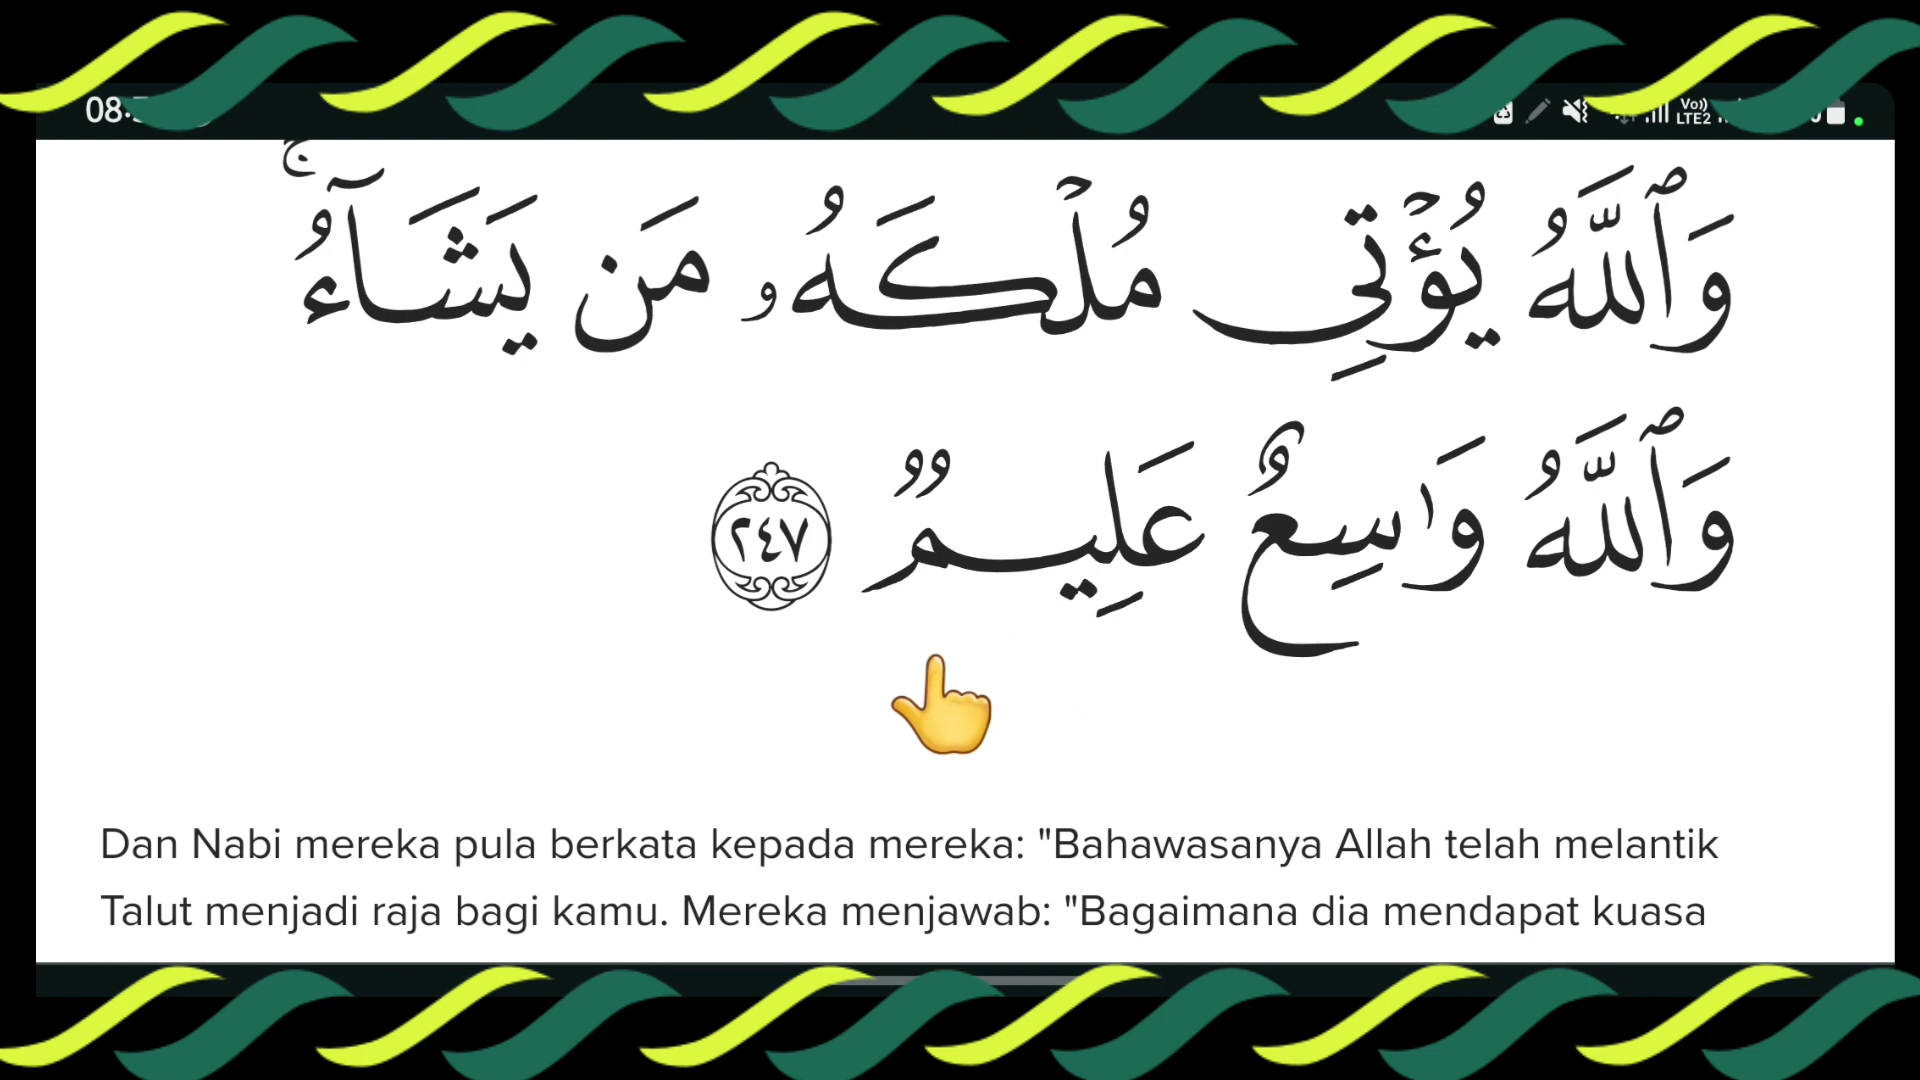 وَٱللَّهُ يُؤْتِى مُلْكَهُۥ مَن يَشَآءُ ۚ
وَٱللَّهُ وَٰسِعٌ عَلِيمٌ ٢٤٧
Dan Nabi mereka pula berkata kepada mereka: "Bahawasanya Allah telah melantik
Talut menjadi raja bagi kamu. Mereka menjawab: "Bagaimana dia mendapat kuasa